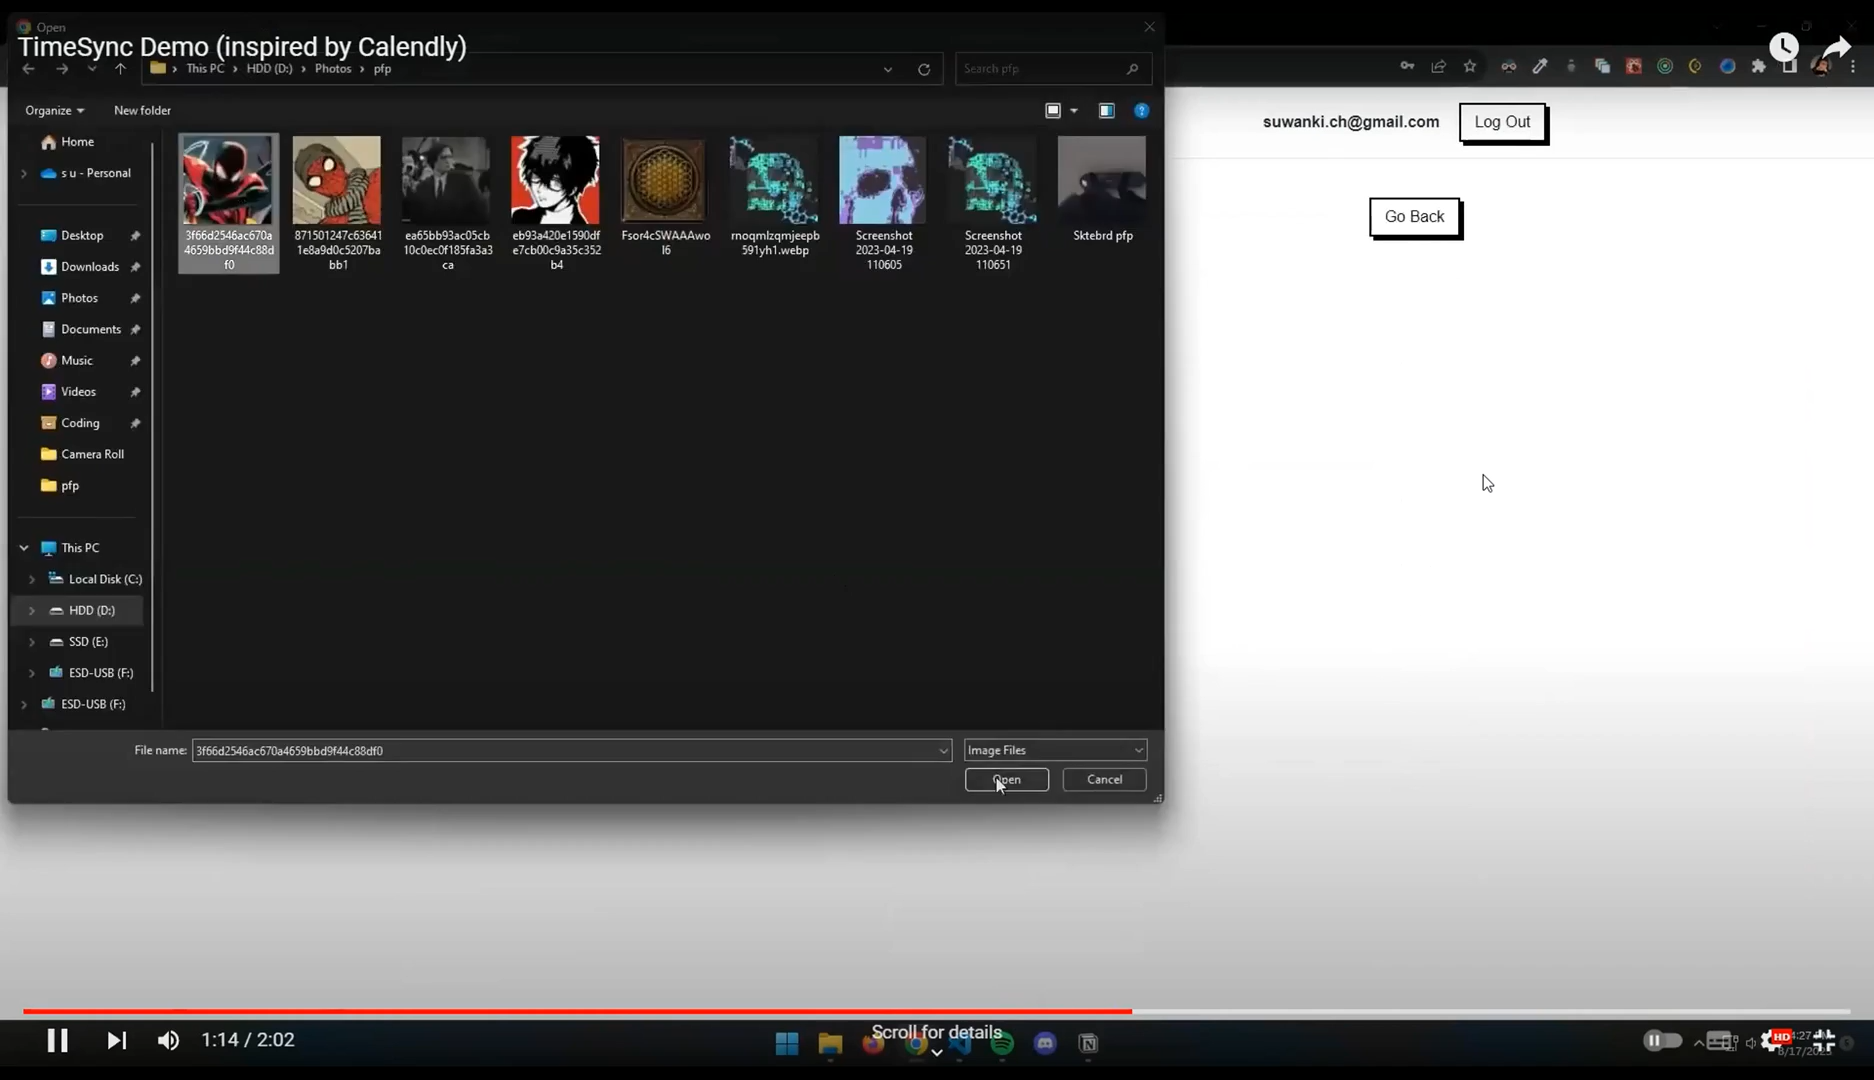 Open
TimeSync Demo (inspired by Calendly)
This PC
HDD (D:)
Photos
pfp
Search pfp
suwanki.ch@gmail.com
Log Out
Go Back
Organize
New folder
Home
s u - Personal
Desktop
Downloads
Photos
Documents
Music
Videos
Coding
Camera Roll
pfp
This PC
Local Disk (C:)
HDD (D:)
SSD (E:)
ESD-USB (F:)
ESD-USB (F:)
3f66d2546ac670a
4659bbd9f44c88d
f0
871501247c63641
1e8a9d0c5207ba
bb1
ea65bb93ac05cb
10c0ec0f185fa3a3
ca
eb93a420e1590df
e7cb00c9a35c352
b4
Fsor4cSWAAAwo
I6
rnoqmlzqmjeepb
591yh1.webp
Screenshot
2023-04-19
110605
Screenshot
2023-04-19
110651
Sktebrd pfp
File name:
3f66d2546ac670a4659bbd9f44c88df0
Image Files
Open
Cancel
1:14 / 2:02
Scroll for details
HD